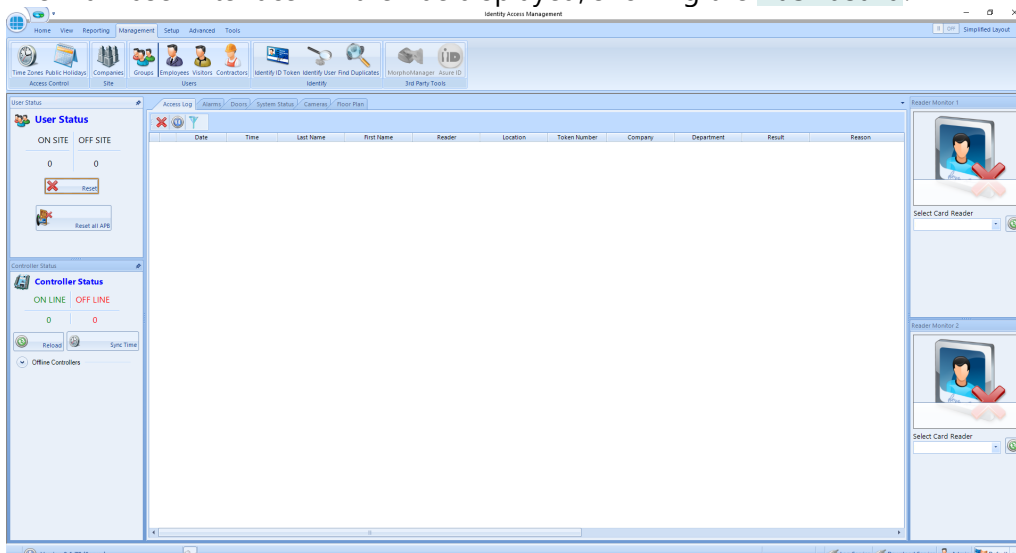 Identity Access Management
Home View Reporting Management Setup Advanced Tools
OFF Simplified Layout
Time Zones Public Holidays Companies Groups Employees Visitors Contractors Identify ID Token Identify User Find Duplicates MorphoManager Asure ID
Access Control Site Users Identify 3rd Party Tools
User Status
Access Log Alarms Doors System Status Cameras Floor Plan
Reader Monitor 1
User Status
Date Time Last Name First Name Reader Location Token Number Company Department Result Reason
ON SITE OFF SITE
0 0
Reset
Reset all APB
Select Card Reader
Controller Status
Controller Status
ON LINE OFF LINE
0 0
Reader Monitor 2
Reload Sync Time
Offline Controllers
Select Card Reader